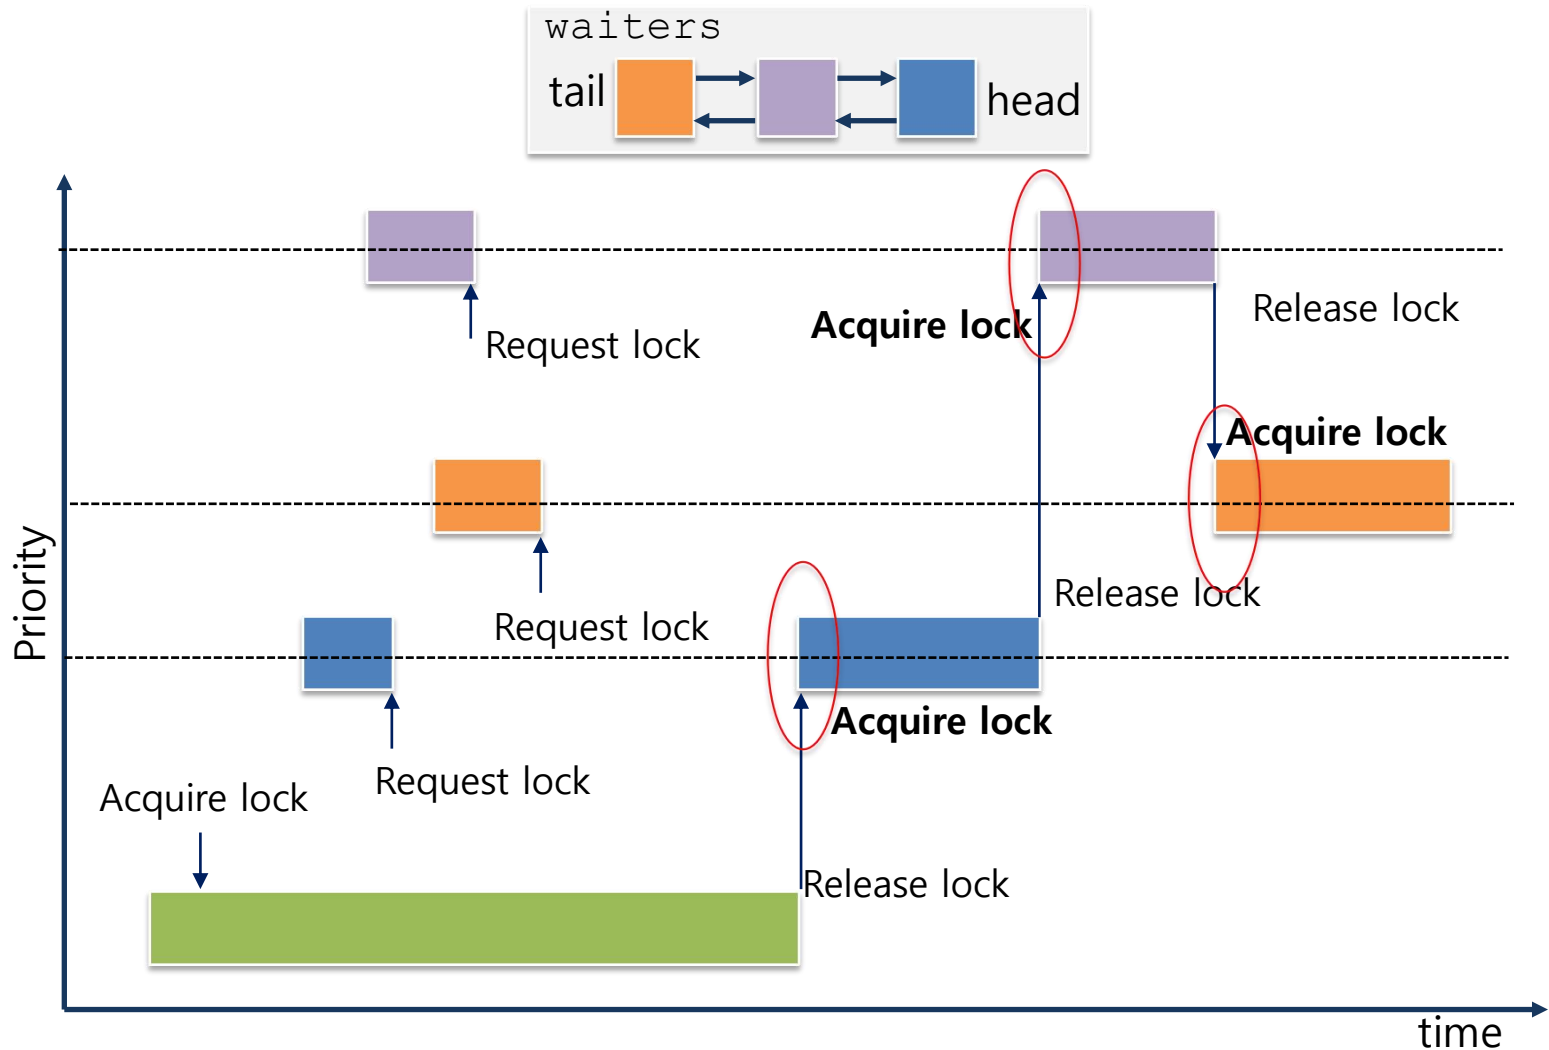 waiters
tail
head
Release lock
Acquire lock
Request lock
Acquire lock
Priority
Release lock
Request lock
Acquire lock
Request lock
Acquire lock
Release lock
time